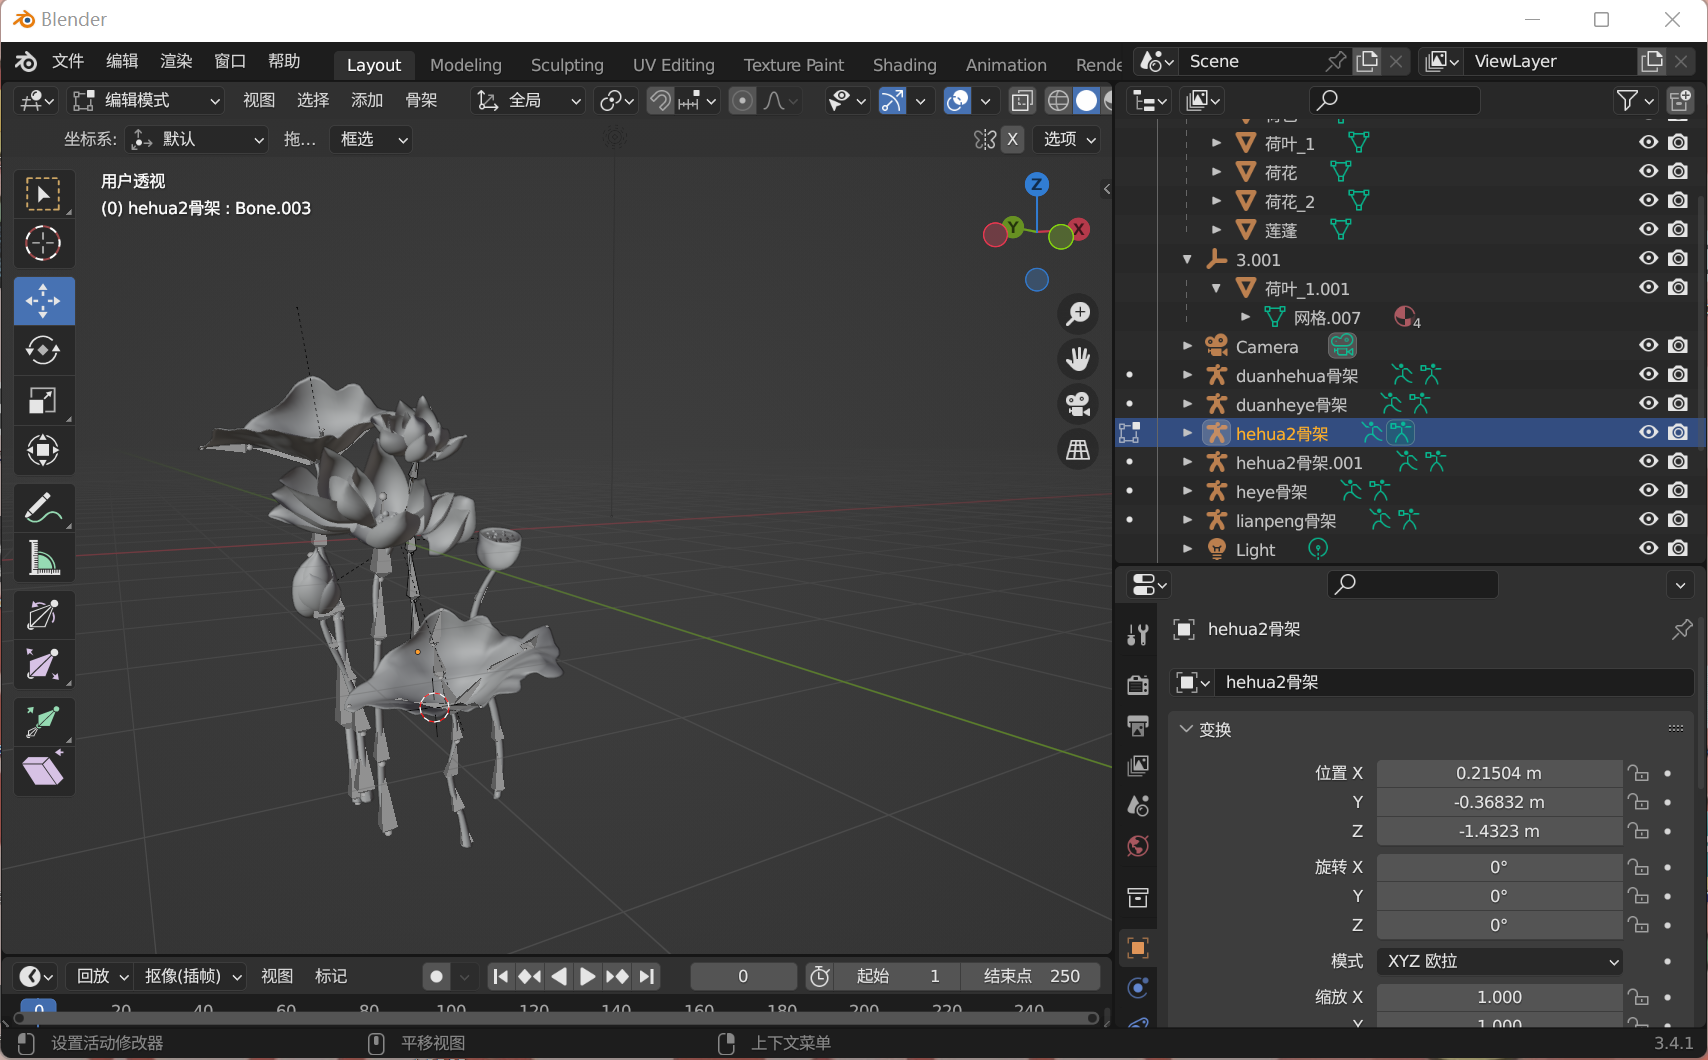 Blender
文件 编辑 渲染 窗口 帮助 Layout Modeling Sculpting UV Editing Texture Paint Shading Animation Rende Scene ViewLayer
编辑模式 视图 选择 添加 骨架 全局
坐标系: 默认 拖... 框选 X 选项
用户透视
(0) hehua2骨架 : Bone.003
Z
Y
X
荷叶_1
荷花
荷花_2
莲蓬
3.001
荷叶_1.001
网格.007 4
Camera
duanhehua骨架
duanheye骨架
hehua2骨架
hehua2骨架.001
heye骨架
lianpeng骨架
Light
hehua2骨架
hehua2骨架
变换
位置 X 0.21504 m
Y -0.36832 m
Z -1.4323 m
旋转 X 0°
Y 0°
Z 0°
模式 XYZ 欧拉
缩放 X 1.000
Y 1.000
回放 抠像(插帧) 视图 标记 0 起始 1 结束点 250
0 20 40 60 80 100 120 140 160 180 200 220 240
设置活动修改器 平移视图 上下文菜单 3.4.1